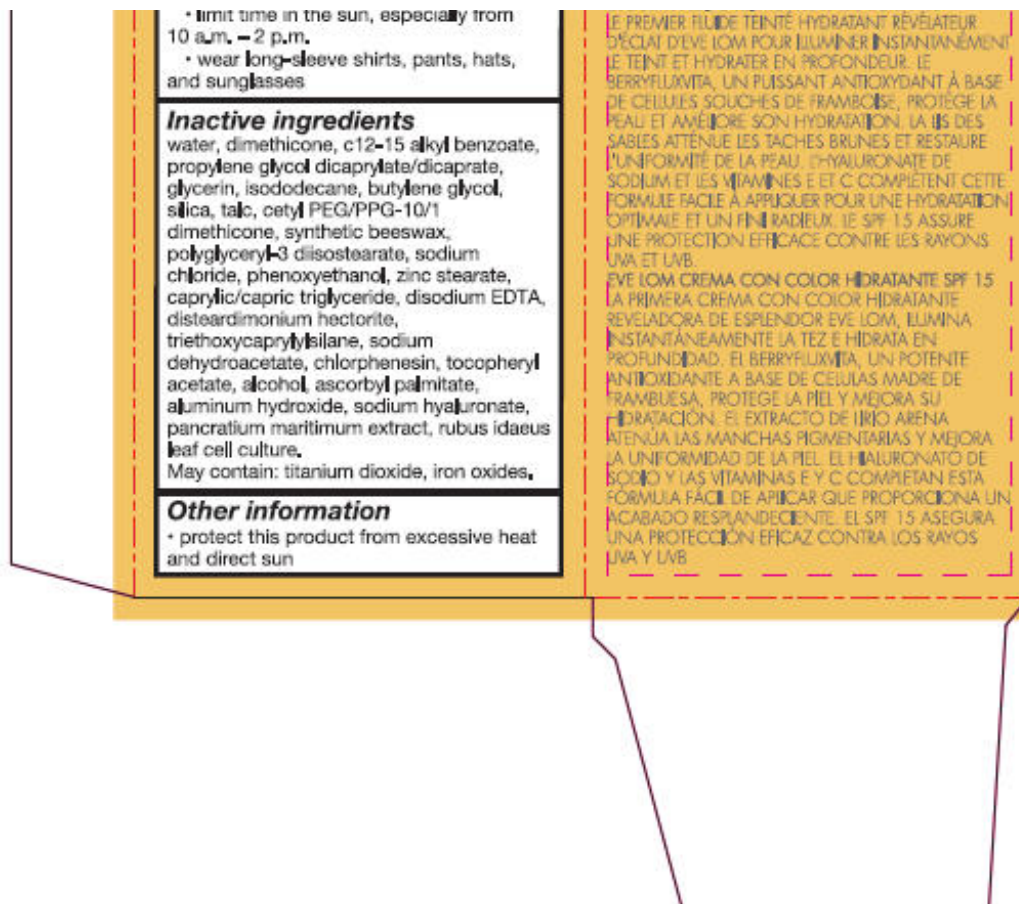 • limit time in the sun, especially from
10 a.m. – 2 p.m.
• wear long-sleeve shirts, pants, hats,
and sunglasses
Inactive ingredients
water, dimethicone, c12-15 alkyl benzoate,
propylene glycol dicaprylate/dicaprate,
glycerin, isododecane, butylene glycol,
silica, talc, cetyl PEG/PPG-10/1
dimethicone, synthetic beeswax,
polyglyceryl-3 diisostearate, sodium
chloride, phenoxyethanol, zinc stearate,
caprylic/capric triglyceride, disodium EDTA,
disteardimonium hectorite,
triethoxycaprylylsilane, sodium
dehydroacetate, chlorphenesin, tocopheryl
acetate, alcohol, ascorbyl palmitate,
aluminum hydroxide, sodium hyaluronate,
pancratium maritimum extract, rubus idaeus
leaf cell culture.
May contain: titanium dioxide, iron oxides.
Other information
• protect this product from excessive heat
and direct sun
LE PREMIER FLUIDE TEINTÉ HYDRATANT RÉVÉLATEUR
D'ÉCLAT D'EVE LOM POUR ILLUMINER INSTANTANÉMENT
LE TEINT ET HYDRATER EN PROFONDEUR. LE
BERRYFLUXVITA, UN PUISSANT ANTIOXYDANT À BASE
DE CELLULES SOUCHES DE FRAMBOISE, PROTÈGE LA
PEAU ET AMÉLIORE SON HYDRATATION. LA LIS DES
SABLES ATTÉNUE LES TACHES BRUNES ET RESTAURE
L'UNIFORMITÉ DE LA PEAU. L'HYALURONATE DE
SODIUM ET LES VITAMINES E ET C COMPLÈTENT CETTE
FORMULE FACILE À APPLIQUER POUR UNE HYDRATATION
OPTIMALE ET UN FINI RADIEUX. LE SPF 15 ASSURE
UNE PROTECTION EFFICACE CONTRE LES RAYONS
UVA ET UVB.
EVE LOM CREMA CON COLOR HIDRATANTE SPF 15
LA PRIMERA CREMA CON COLOR HIDRATANTE
REVELADORA DE ESPLENDOR EVE LOM, ILUMINA
INSTANTÁNEAMENTE LA TEZ E HIDRATA EN
PROFUNDIDAD. EL BERRYFLUXVITA, UN POTENTE
ANTIOXIDANTE A BASE DE CELULAS MADRE DE
FRAMBUESA, PROTEGE LA PIEL Y MEJORA SU
HIDRATACIÓN. EL EXTRACTO DE LIRIO ARENA
ATENÚA LAS MANCHAS PIGMENTARIAS Y MEJORA
LA UNIFORMIDAD DE LA PIEL. EL HIALURONATO DE
SODIO Y LAS VITAMINAS E Y C COMPLETAN ESTA
FÓRMULA FÁCIL DE APLICAR QUE PROPORCIONA UN
ACABADO RESPLANDECIENTE. EL SPF 15 ASEGURA
UNA PROTECCIÓN EFICAZ CONTRA LOS RAYOS
UVA Y UVB